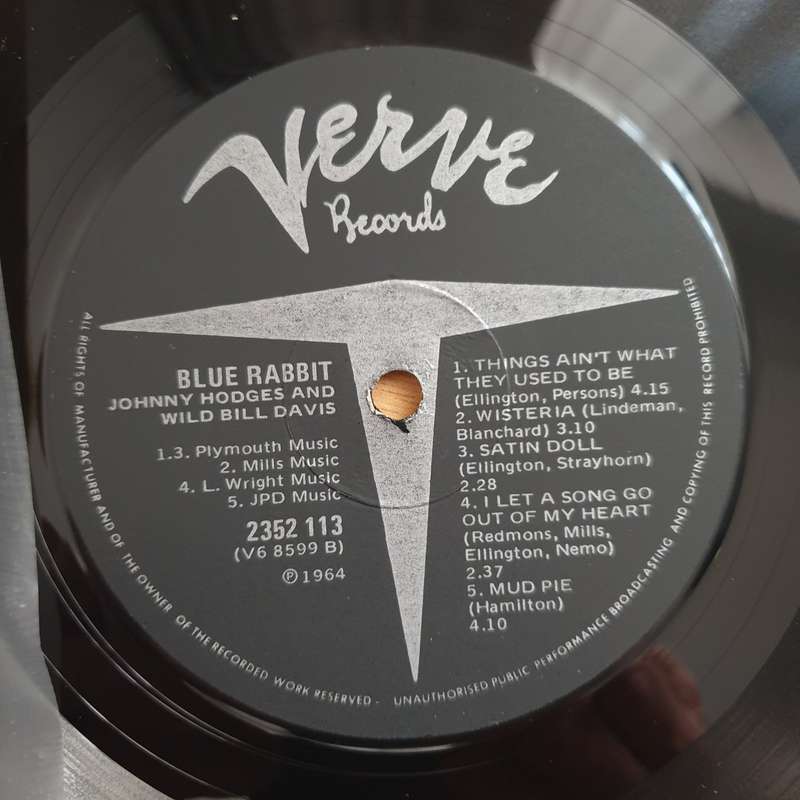 Verve
Records
BLUE RABBIT
JOHNNY HODGES AND
WILD BILL DAVIS
1.3. Plymouth Music
2. Mills Music
4. L. Wright Music
5. JPD Music
2352 113
(V6 8599 B)
℗ 1964
1. THINGS AIN'T WHAT
THEY USED TO BE
(Ellington, Persons) 4.15
2. WISTERIA (Lindeman,
Blanchard) 3.10
3. SATIN DOLL
(Ellington, Strayhorn)
2.28
4. I LET A SONG GO
OUT OF MY HEART
(Redmons, Mills,
Ellington, Nemo)
2.37
5. MUD PIE
(Hamilton)
4.10
ALL RIGHTS OF MANUFACTURER AND OF THE OWNER OF THE RECORDED WORK RESERVED - UNAUTHORISED PUBLIC PERFORMANCE BROADCASTING AND COPYING OF THIS RECORD PROHIBITED